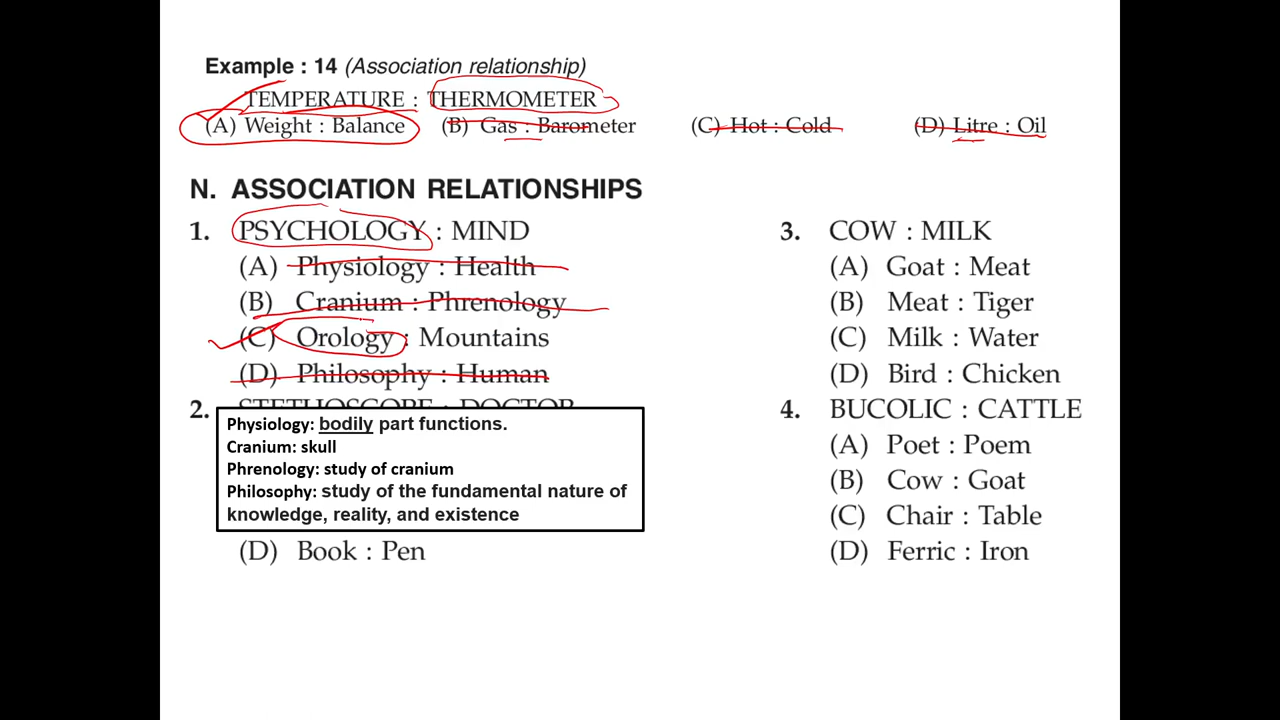 Example : 14 (Association relationship)
TEMPERATURE : THERMOMETER
(A) Weight : Balance (B) Gas : Barometer (C) Hot : Cold (D) Litre : Oil
N. ASSOCIATION RELATIONSHIPS
1. PSYCHOLOGY : MIND
(A) Physiology : Health
(B) Cranium : Phrenology
(C) Orology : Mountains
(D) Philosophy : Human
2. STETHOSCOPE : DOCTOR
Physiology: bodily part functions.
Cranium: skull
Phrenology: study of cranium
Philosophy: study of the fundamental nature of
knowledge, reality, and existence
(D) Book : Pen
3. COW : MILK
(A) Goat : Meat
(B) Meat : Tiger
(C) Milk : Water
(D) Bird : Chicken
4. BUCOLIC : CATTLE
(A) Poet : Poem
(B) Cow : Goat
(C) Chair : Table
(D) Ferric : Iron